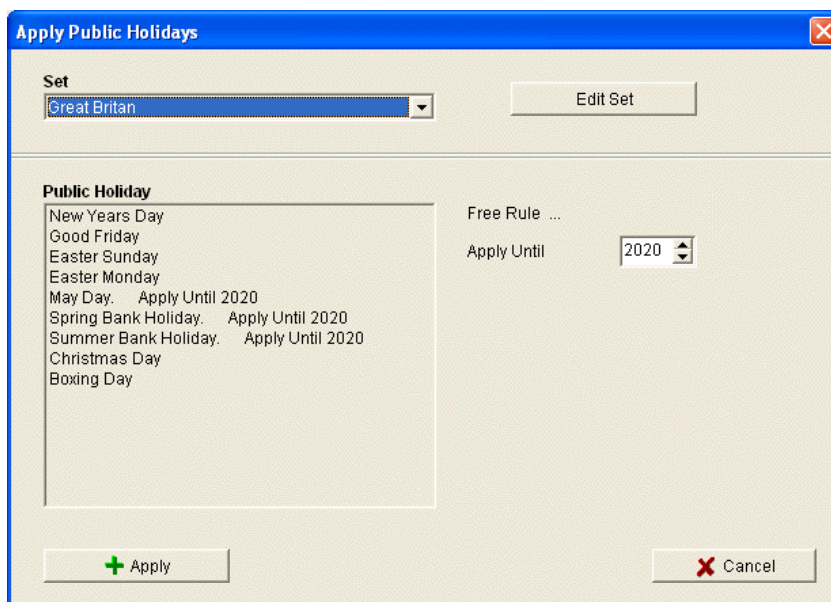 Apply Public Holidays
Set
Great Britan
Edit Set
Public Holiday
New Years Day
Good Friday
Easter Sunday
Easter Monday
May Day. Apply Until 2020
Spring Bank Holiday. Apply Until 2020
Summer Bank Holiday. Apply Until 2020
Christmas Day
Boxing Day
Free Rule ...
Apply Until 2020
Apply
Cancel